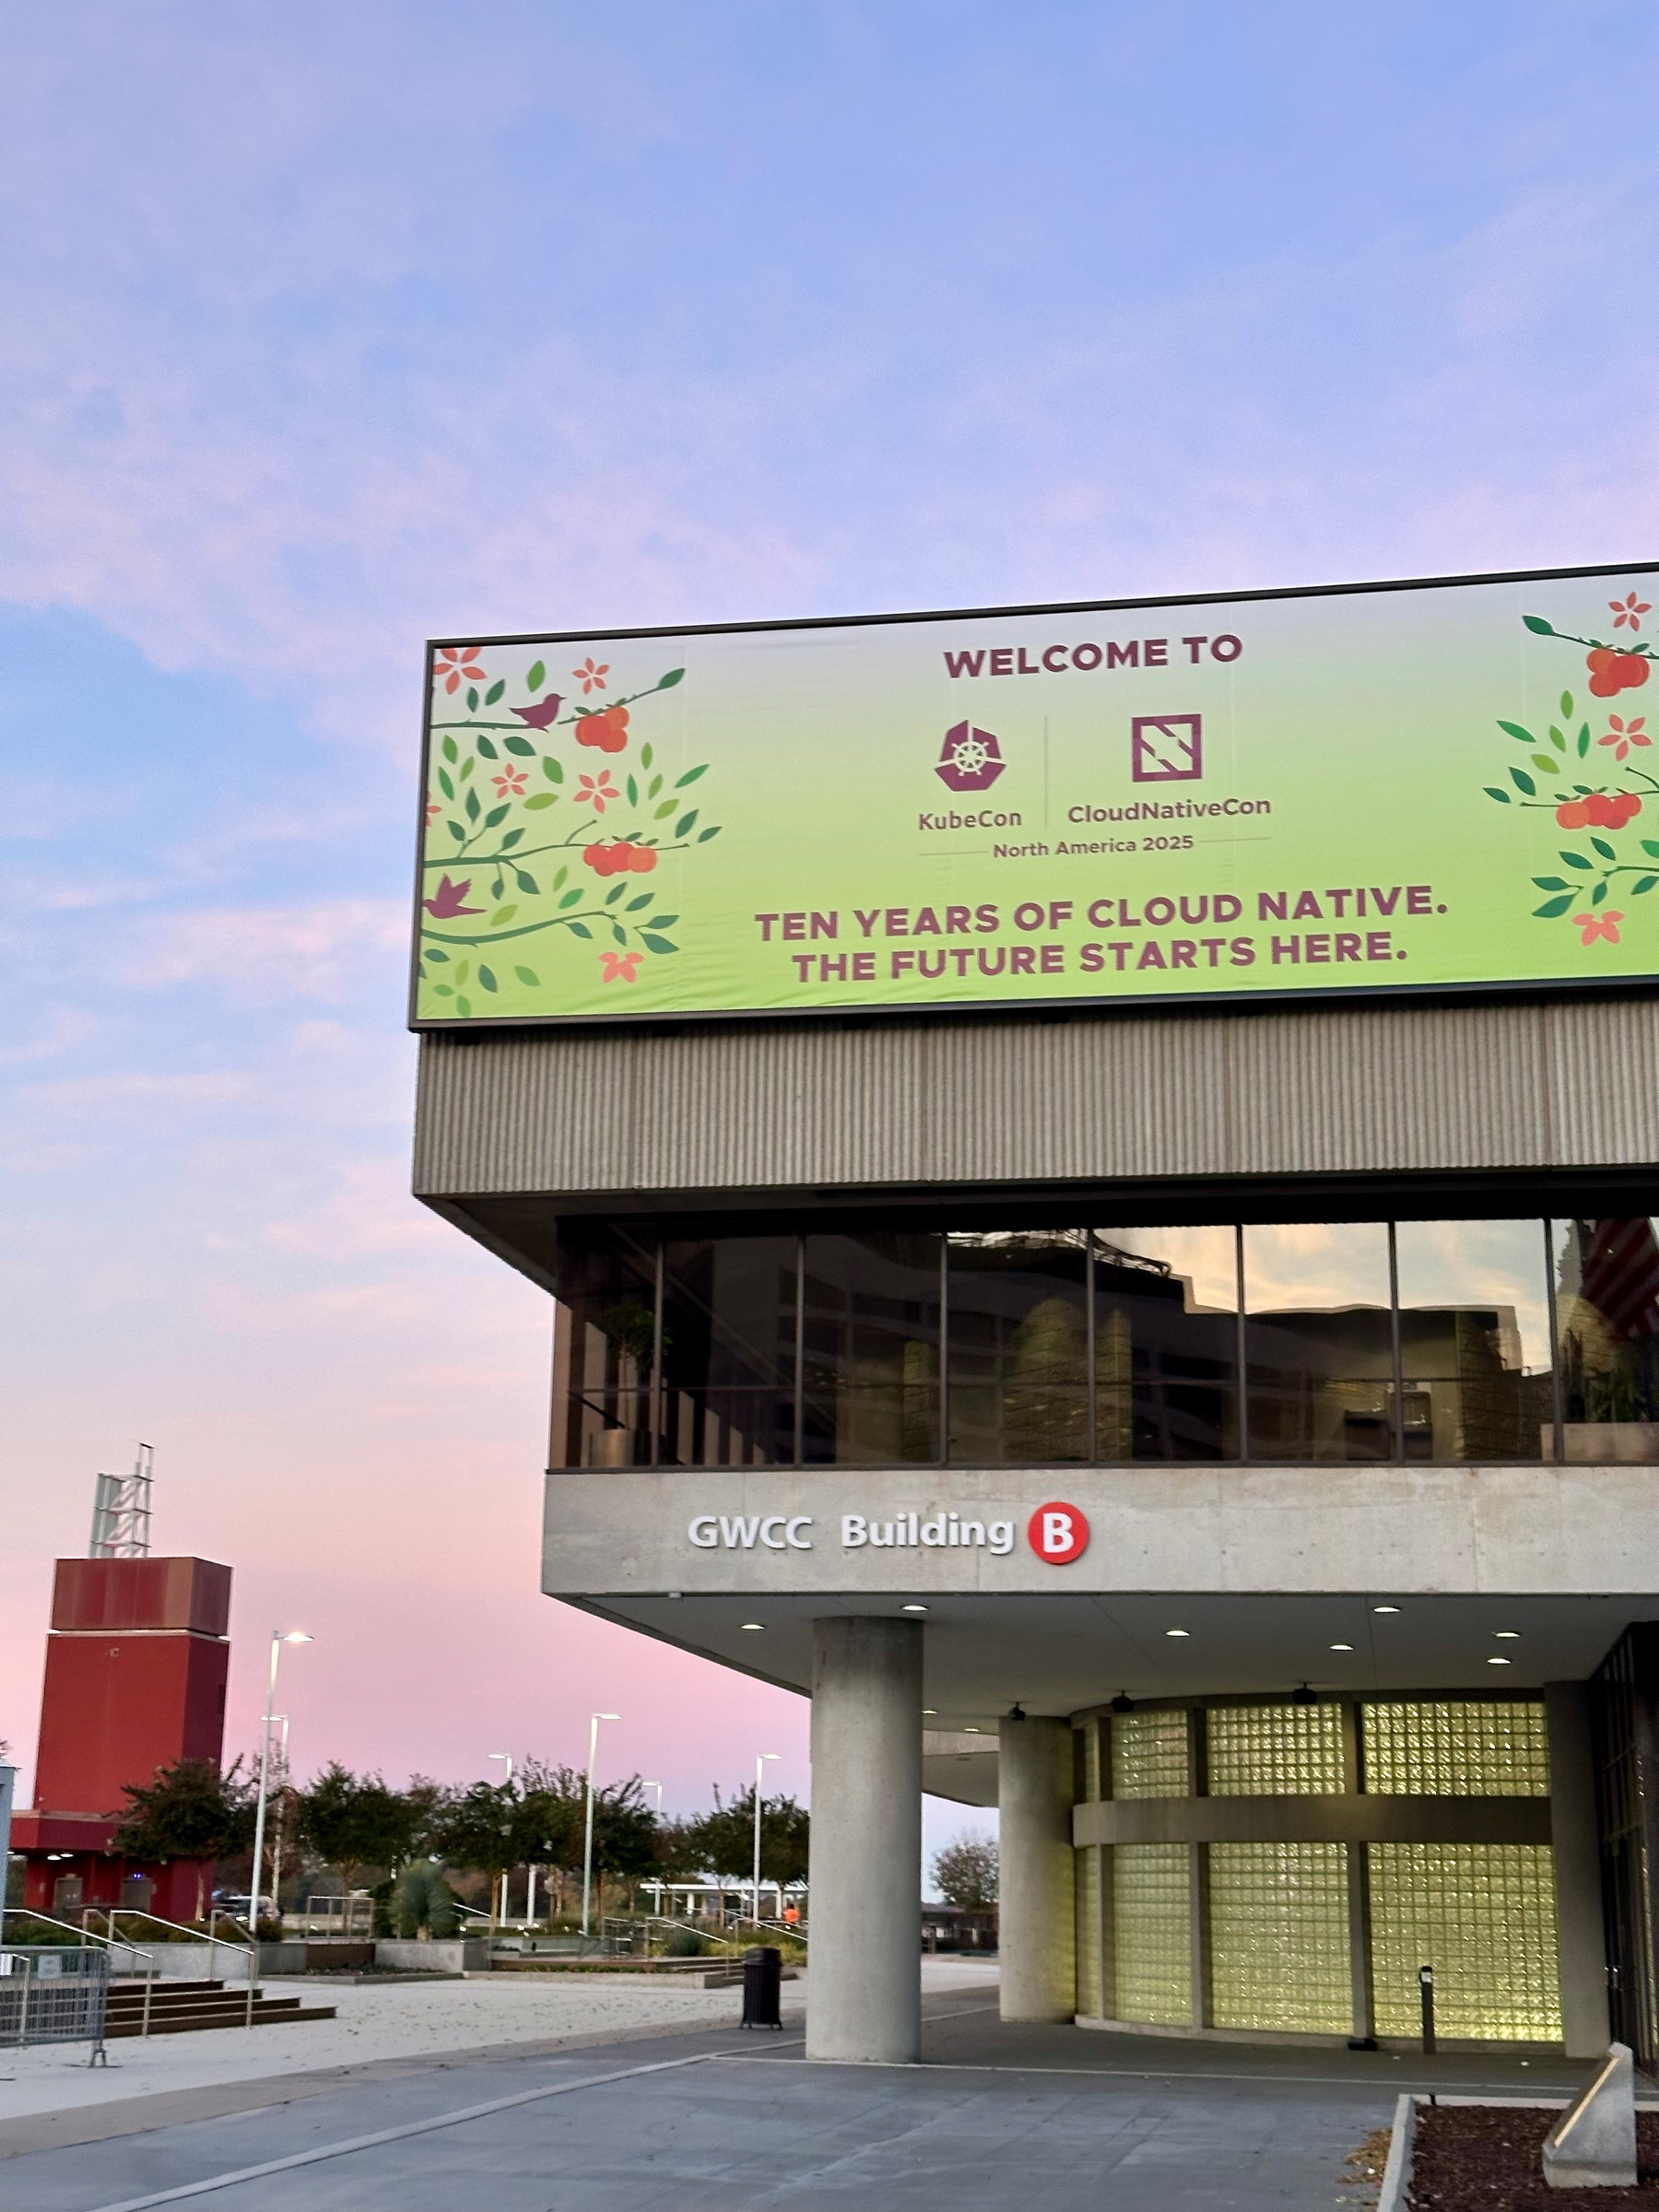 WELCOME TO
KubeCon
CloudNativeCon
North America 2025
TEN YEARS OF CLOUD NATIVE.
THE FUTURE STARTS HERE.
GWCC Building B